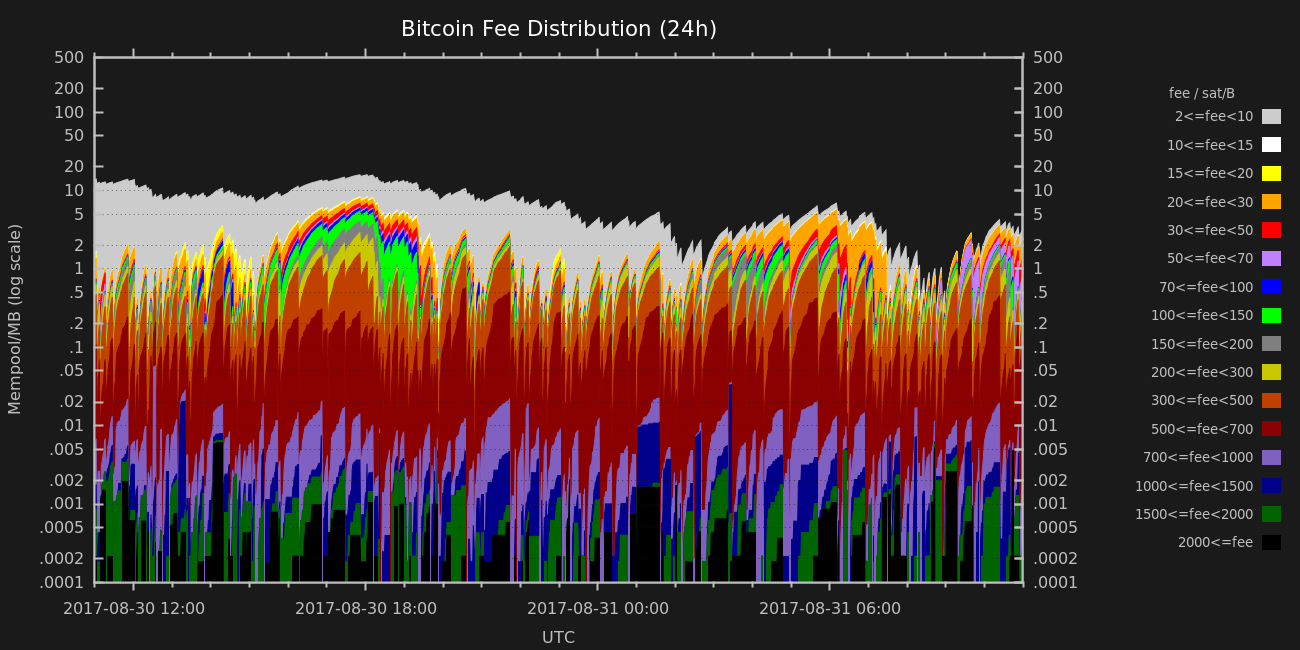 Bitcoin Fee Distribution (24h)
500
200
100
50
20
10
5
2
1
.5
.2
.1
.05
.02
.01
.005
.002
.001
.0005
.0002
.0001
Mempool/MB (log scale)
500
200
100
50
20
10
5
2
1
.5
.2
.1
.05
.02
.01
.005
.002
.001
.0005
.0002
.0001
2017-08-30 12:00
2017-08-30 18:00
2017-08-31 00:00
2017-08-31 06:00
UTC
fee / sat/B
2<=fee<10
10<=fee<15
15<=fee<20
20<=fee<30
30<=fee<50
50<=fee<70
70<=fee<100
100<=fee<150
150<=fee<200
200<=fee<300
300<=fee<500
500<=fee<700
700<=fee<1000
1000<=fee<1500
1500<=fee<2000
2000<=fee